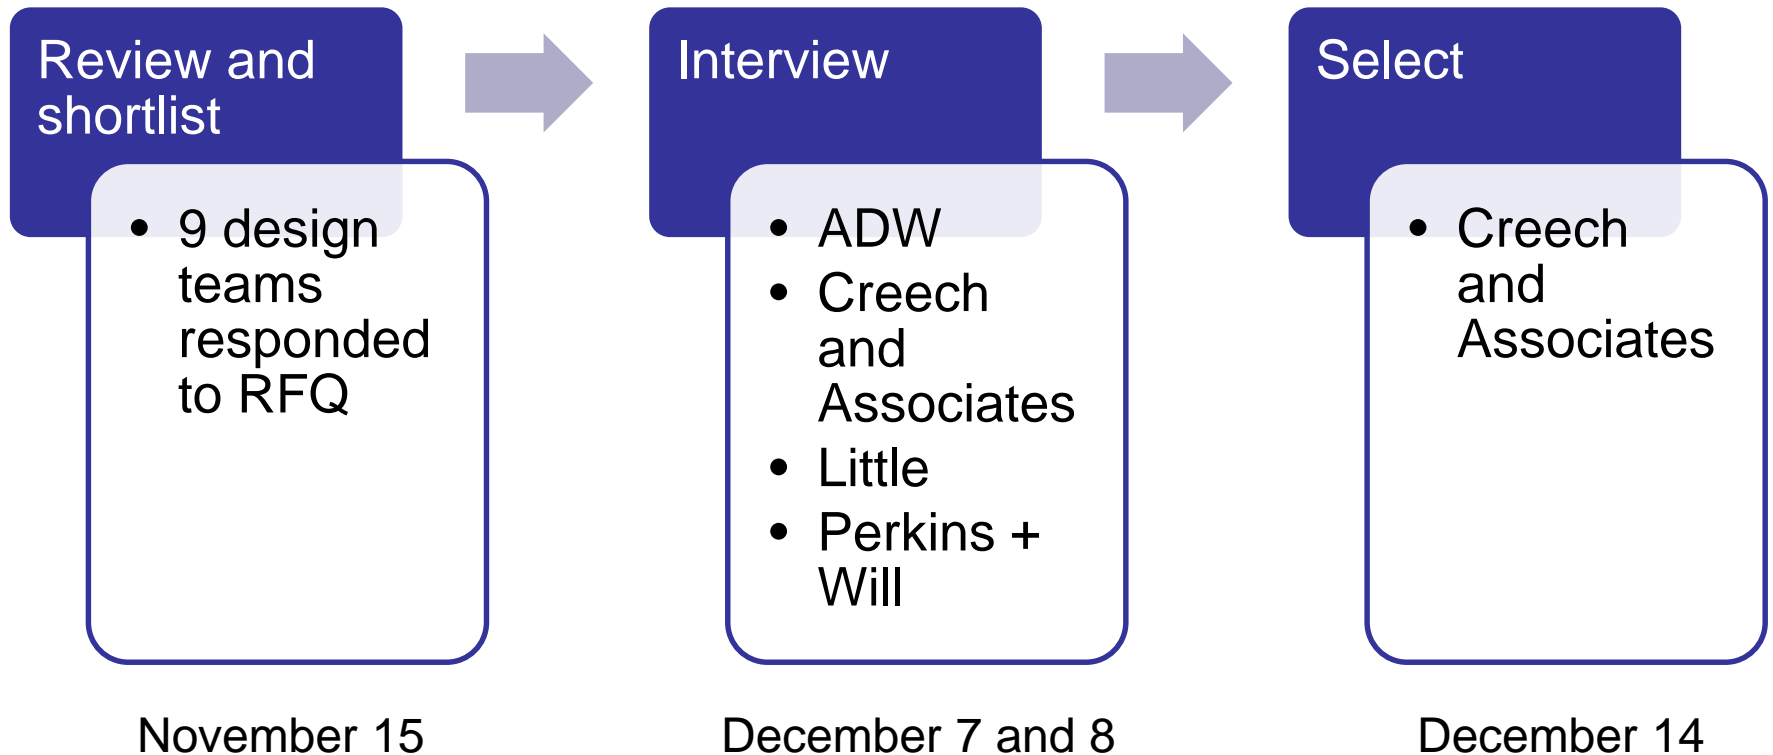 Review and
shortlist
• 9 design
teams
responded
to RFQ
November 15
Interview
• ADW
• Creech
and
Associates
• Little
• Perkins +
Will
December 7 and 8
Select
• Creech
and
Associates
December 14